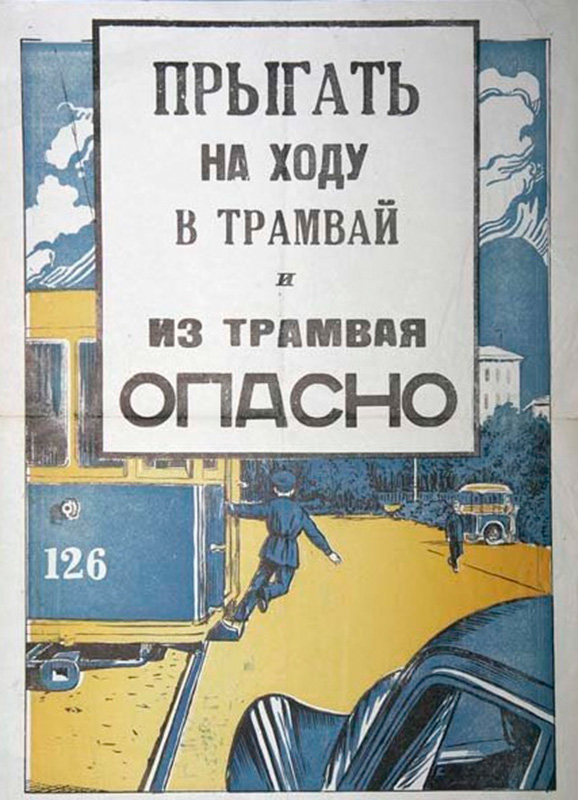 ПРЫГАТЬ
НА ХОДУ
В ТРАМВАЙ
И
ИЗ ТРАМВАЯ
ОПАСНО
126